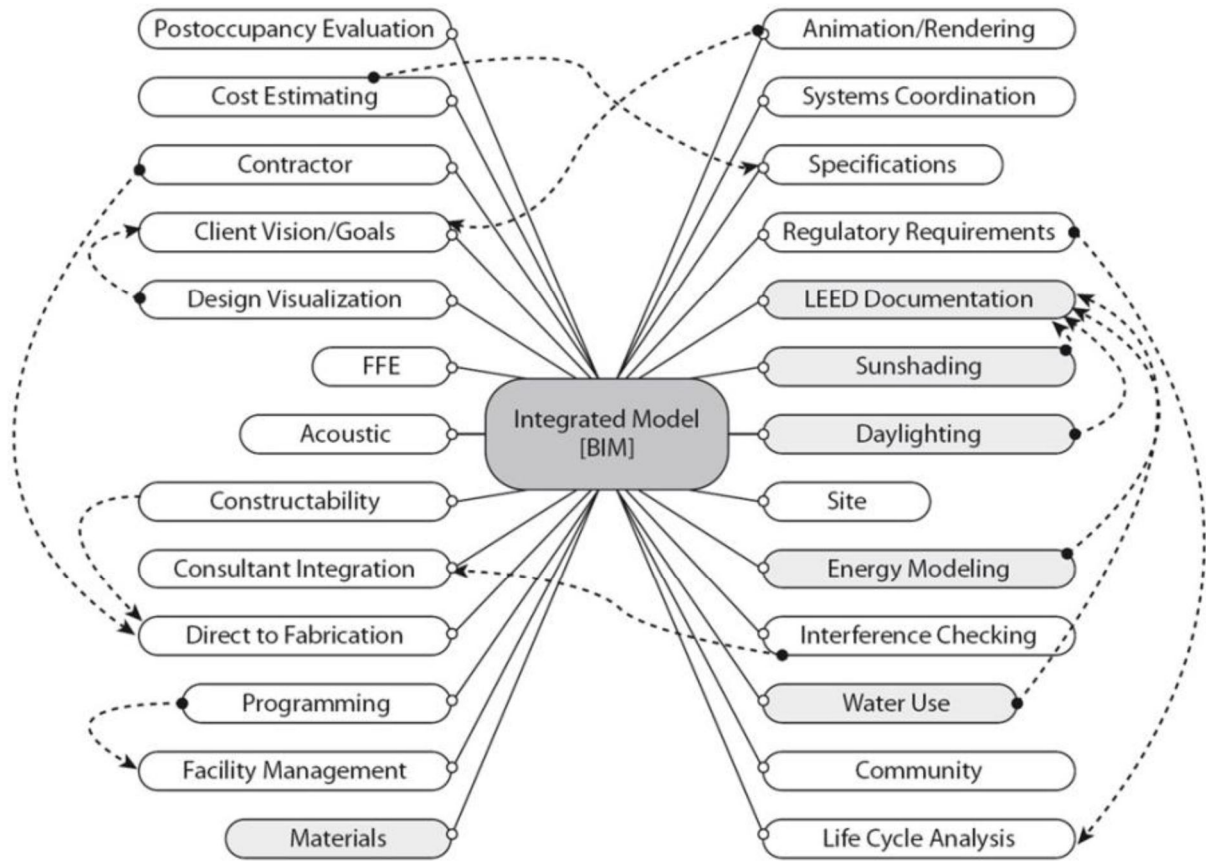 Postoccupancy Evaluation
Cost Estimating
Contractor
Client Vision/Goals
Design Visualization
FFE
Acoustic
Constructability
Consultant Integration
Direct to Fabrication
Programming
Facility Management
Materials
Integrated Model
[BIM]
Animation/Rendering
Systems Coordination
Specifications
Regulatory Requirements
LEED Documentation
Sunshading
Daylighting
Site
Energy Modeling
Interference Checking
Water Use
Community
Life Cycle Analysis